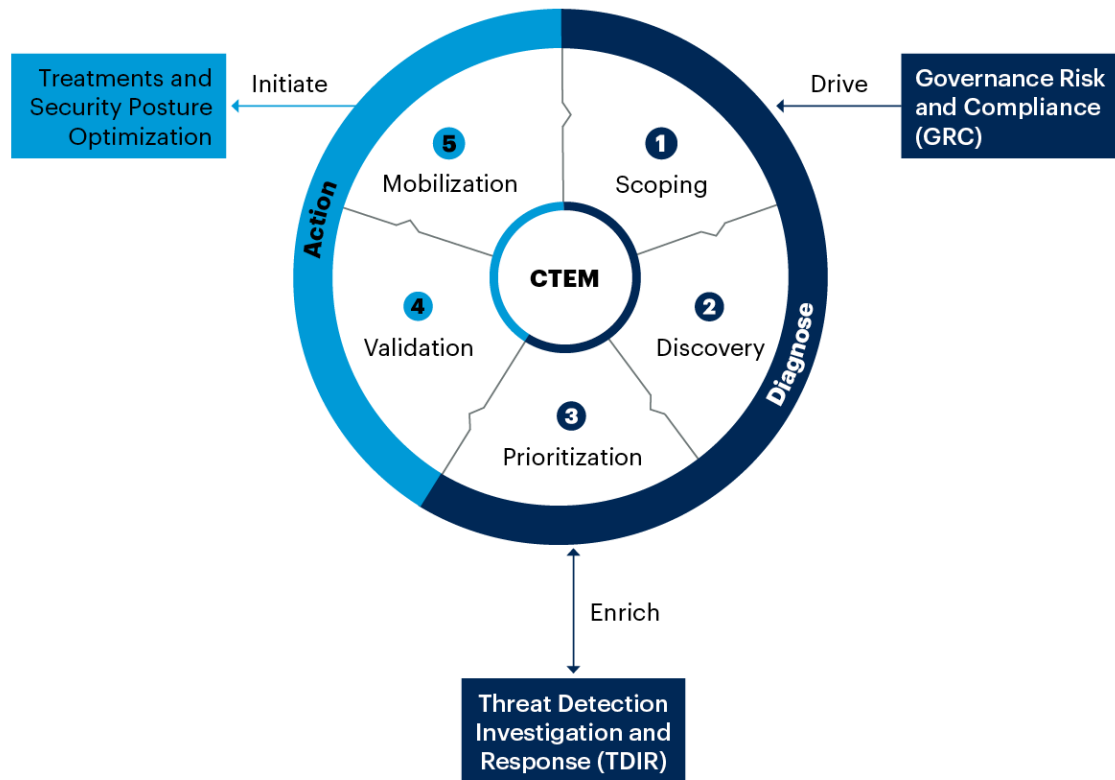 Treatments and
Security Posture
Optimization
Initiate
Drive
Governance Risk
and Compliance
(GRC)
5
Mobilization
1
Scoping
Action
CTEM
4
Validation
2
Discovery
Diagnose
3
Prioritization
Enrich
Threat Detection
Investigation and
Response (TDIR)